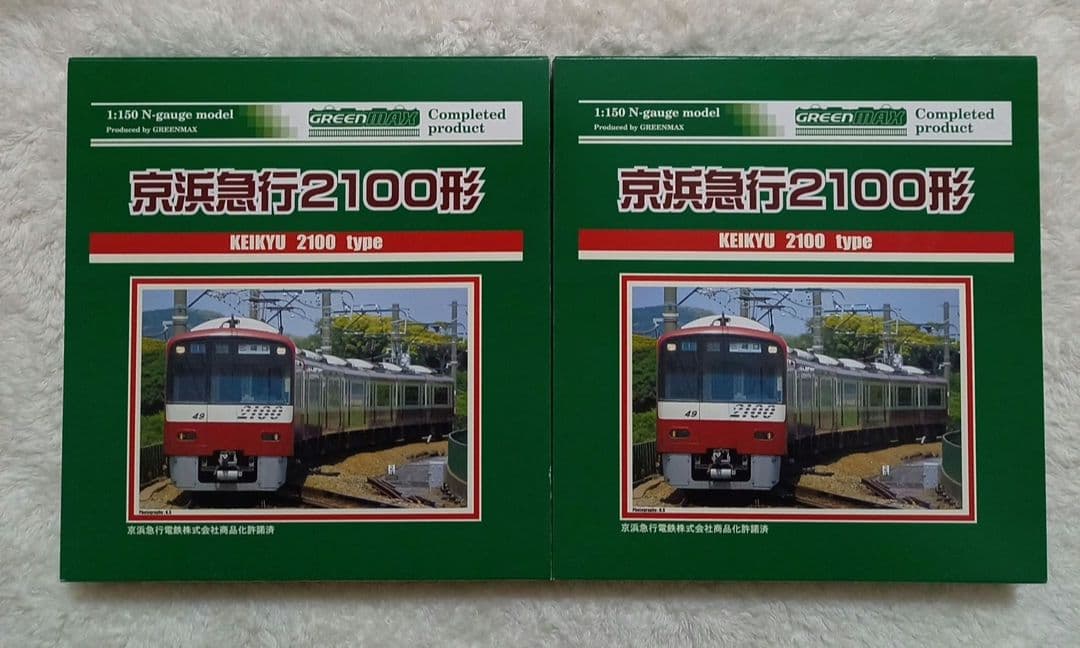 1:150 N-gauge model
Produced by GREENMAX
GREENMAX
Completed
product
京浜急行2100形
KEIKYU 2100 type
49
2100
Photography: K.S
京浜急行電鉄株式会社商品化許諾済
1:150 N-gauge model
Produced by GREENMAX
GREENMAX
Completed
product
京浜急行2100形
KEIKYU 2100 type
49
2100
Photography: K.S
京浜急行電鉄株式会社商品化許諾済